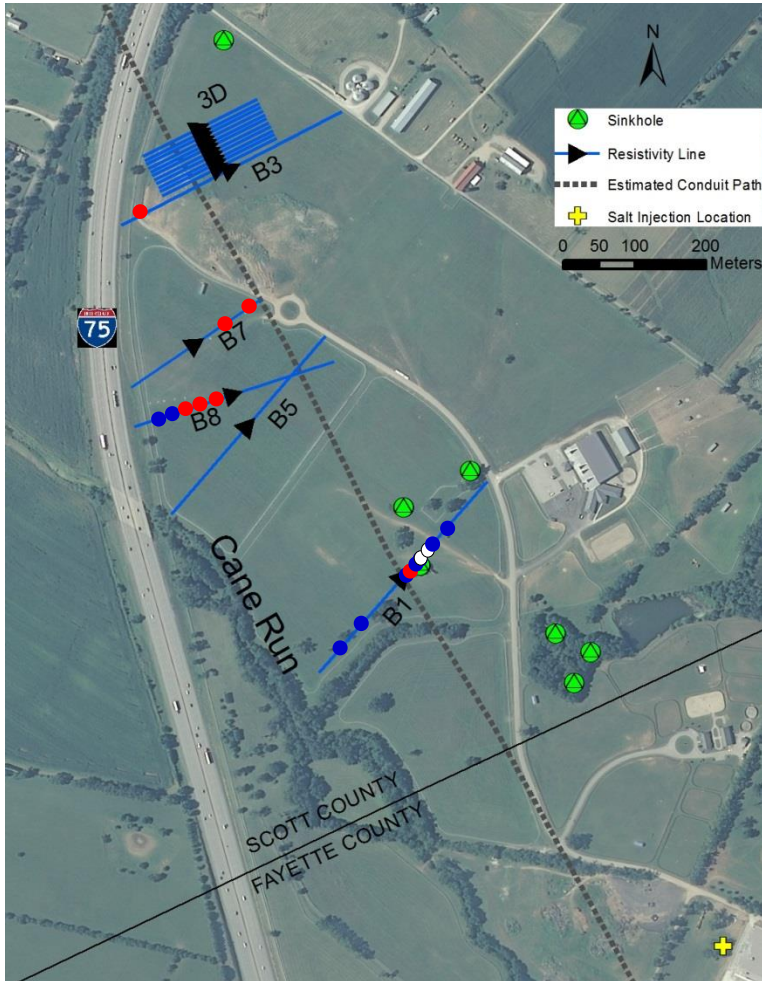 N
Sinkhole
Resistivity Line
Estimated Conduit Path
Salt Injection Location
0 50 100 200
Meters
3D
B3
75
B7
B8
B5
Cane Run
B1
SCOTT COUNTY
FAYETTE COUNTY